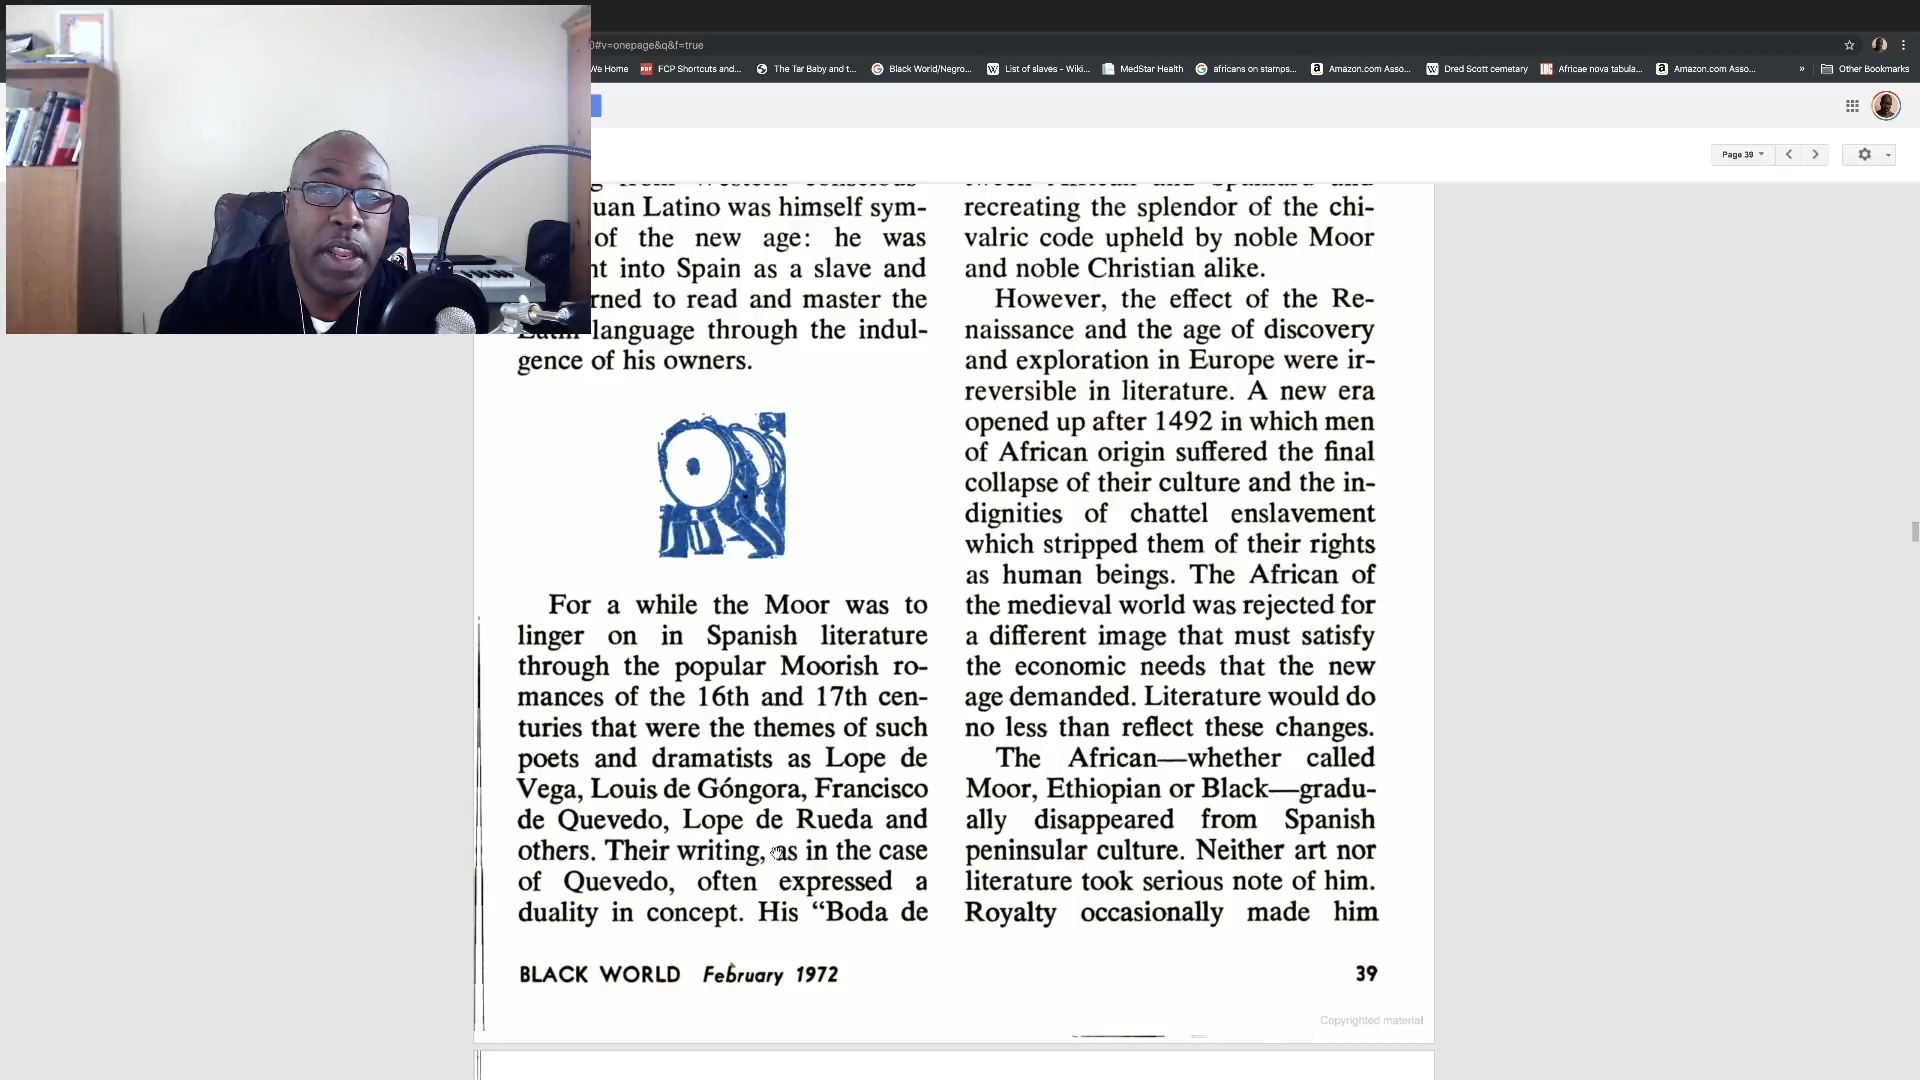 0#v=onepage&q&f=true
We Home
FCP Shortcuts and...
The Tar Baby and t...
Black World/Negro...
List of slaves - Wiki...
MedStar Health
africans on stamps...
Amazon.com Asso...
Dred Scott cemetary
Africae nova tabula...
Amazon.com Asso...
»
Other Bookmarks
Page 39
uan Latino was himself sym-
of the new age: he was
nt into Spain as a slave and
rned to read and master the
Latin language through the indul-
gence of his owners.
For a while the Moor was to
linger on in Spanish literature
through the popular Moorish ro-
mances of the 16th and 17th cen-
turies that were the themes of such
poets and dramatists as Lope de
Vega, Louis de Góngora, Francisco
de Quevedo, Lope de Rueda and
others. Their writing, as in the case
of Quevedo, often expressed a
duality in concept. His “Boda de
recreating the splendor of the chi-
valric code upheld by noble Moor
and noble Christian alike.
However, the effect of the Re-
naissance and the age of discovery
and exploration in Europe were ir-
reversible in literature. A new era
opened up after 1492 in which men
of African origin suffered the final
collapse of their culture and the in-
dignities of chattel enslavement
which stripped them of their rights
as human beings. The African of
the medieval world was rejected for
a different image that must satisfy
the economic needs that the new
age demanded. Literature would do
no less than reflect these changes.
The African—whether called
Moor, Ethiopian or Black—gradu-
ally disappeared from Spanish
peninsular culture. Neither art nor
literature took serious note of him.
Royalty occasionally made him
BLACK WORLD February 1972
39
Copyrighted material